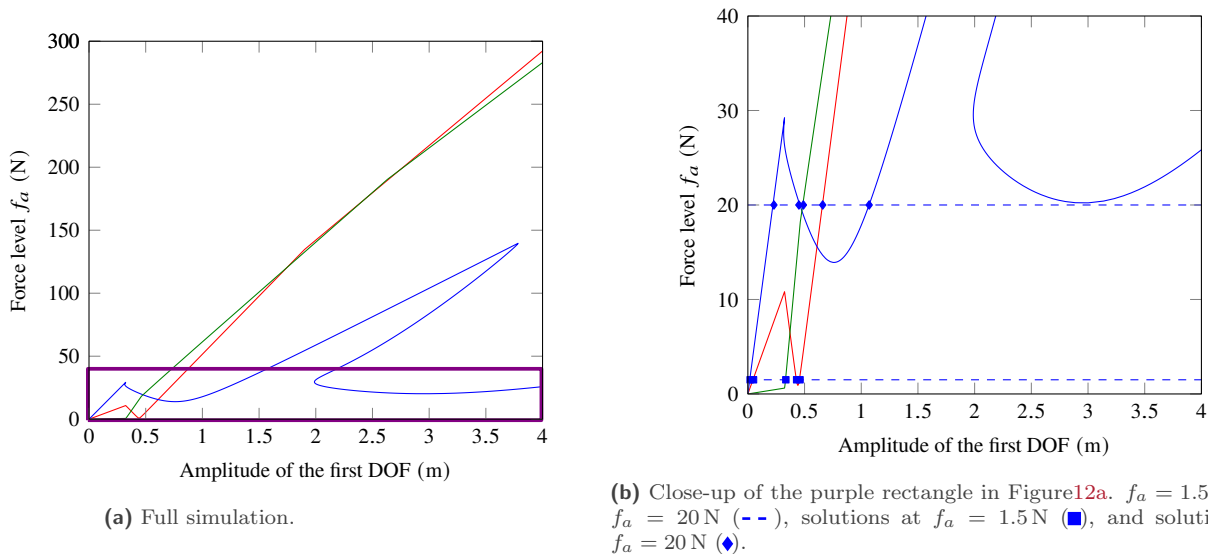 300
300
250
200
150
100
50
0
0 0.5 1 1.5 2 2.5 3 3.5 4
Force level fₐ (N)
Amplitude of the first DOF (m)
(a) Full simulation.
40
30
20
10
0
0 0.5 1 1.5 2 2.5 3 3.5 4
Force level fₐ (N)
Amplitude of the first DOF (m)
(b) Close-up of the purple rectangle in Figure12a. fₐ = 1.5
fₐ = 20 N (--), solutions at fₐ = 1.5 N (■), and soluti
fₐ = 20 N (♦).